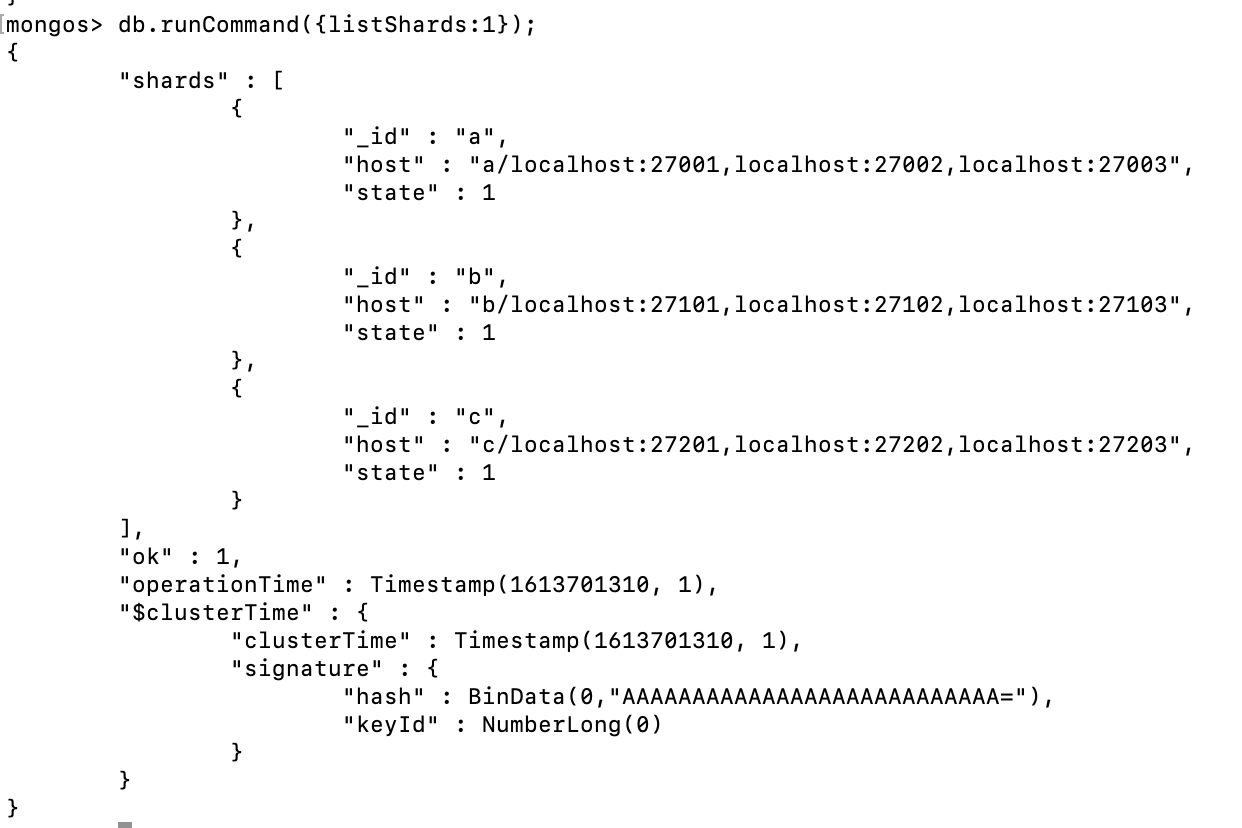 }
[mongos> db.runCommand({listShards:1});
{
	"shards" : [
		{
			"_id" : "a",
			"host" : "a/localhost:27001,localhost:27002,localhost:27003",
			"state" : 1
		},
		{
			"_id" : "b",
			"host" : "b/localhost:27101,localhost:27102,localhost:27103",
			"state" : 1
		},
		{
			"_id" : "c",
			"host" : "c/localhost:27201,localhost:27202,localhost:27203",
			"state" : 1
		}
	],
	"ok" : 1,
	"operationTime" : Timestamp(1613701310, 1),
	"$clusterTime" : {
		"clusterTime" : Timestamp(1613701310, 1),
		"signature" : {
			"hash" : BinData(0,"AAAAAAAAAAAAAAAAAAAAAAAAAAA="),
			"keyId" : NumberLong(0)
		}
	}
}